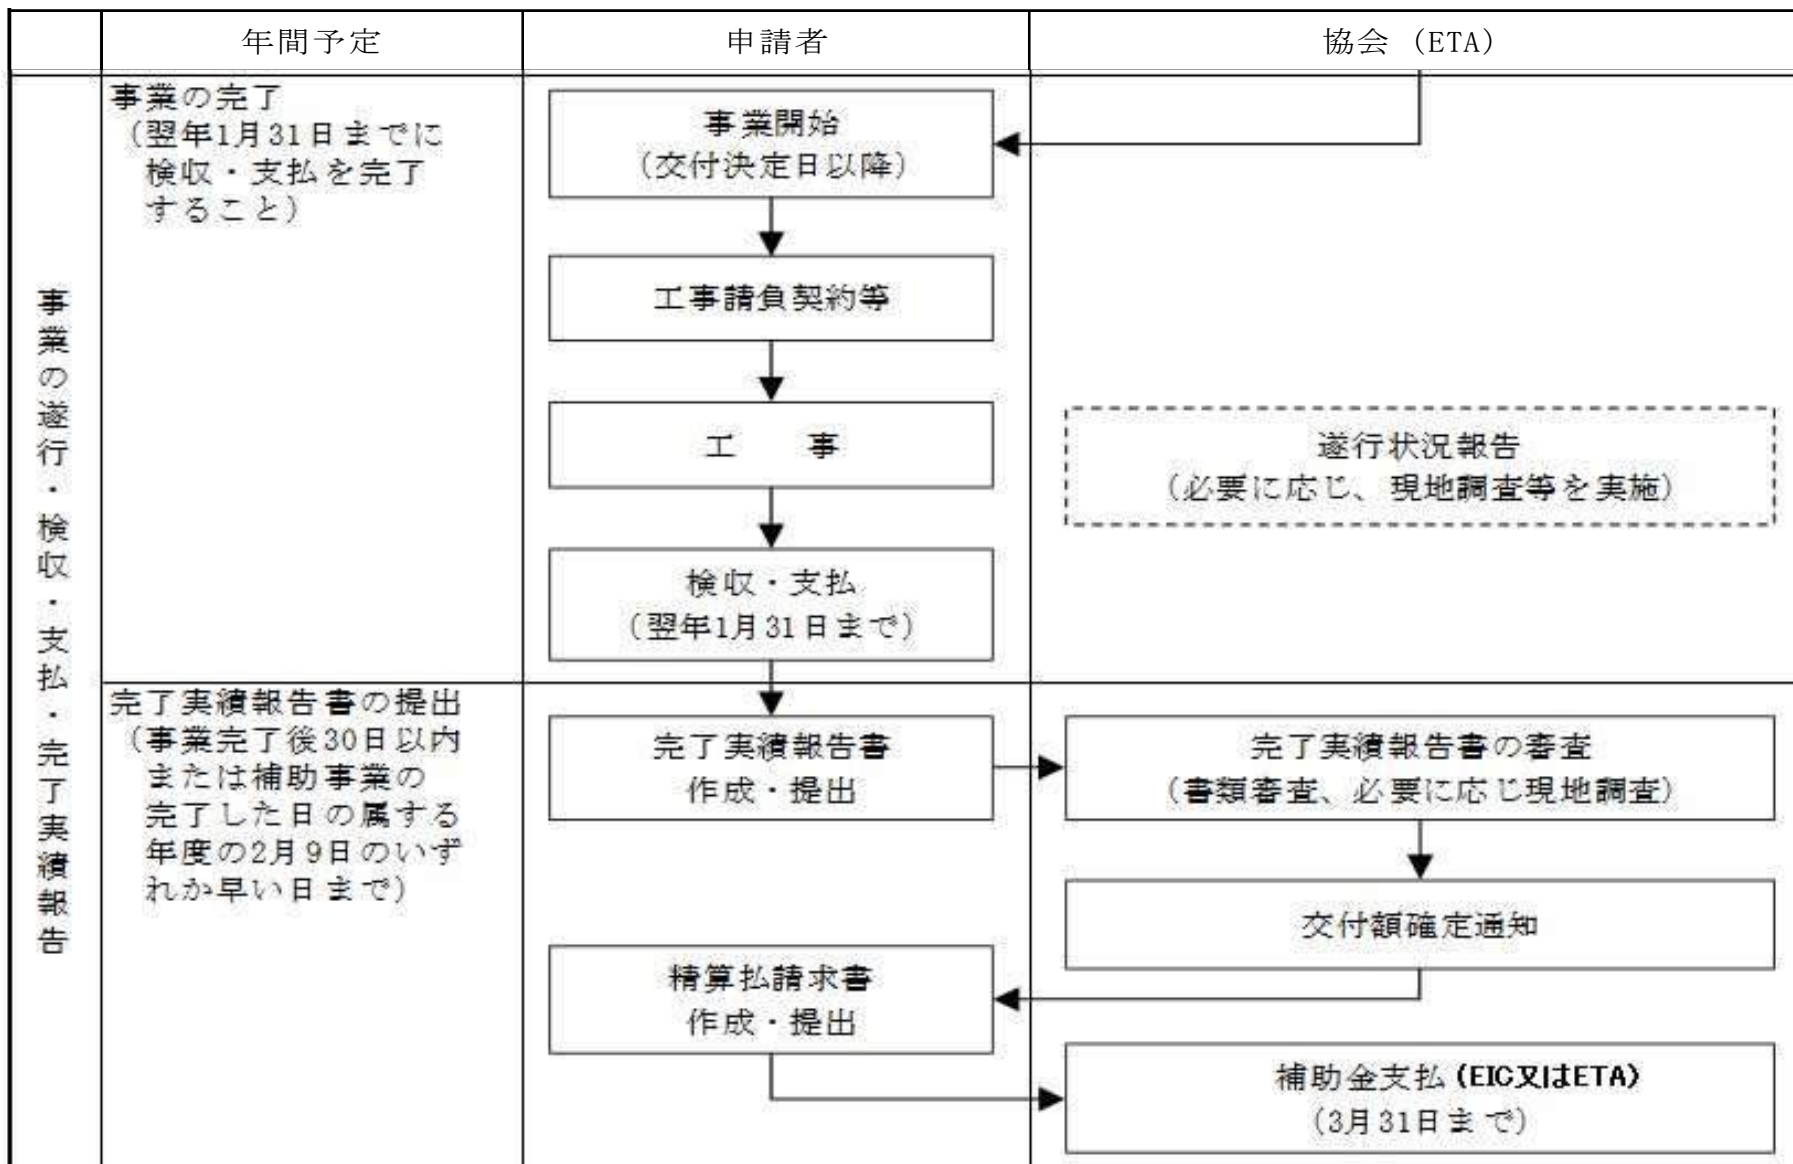 年間予定
申請者
協会 (ETA)
事業の遂行・検収・支払・完了実績報告
事業の完了
(翌年1月31日までに
検収・支払を完了
すること)
事業開始
(交付決定日以降)
工事請負契約等
工　　事
検収・支払
(翌年1月31日まで)
遂行状況報告
(必要に応じ、現地調査等を実施)
完了実績報告書の提出
(事業完了後30日以内
または補助事業の
完了した日の属する
年度の2月9日のいず
れか早い日まで)
完了実績報告書
作成・提出
完了実績報告書の審査
(書類審査、必要に応じ現地調査)
交付額確定通知
精算払請求書
作成・提出
補助金支払 (EIC又はETA)
(3月31日まで)